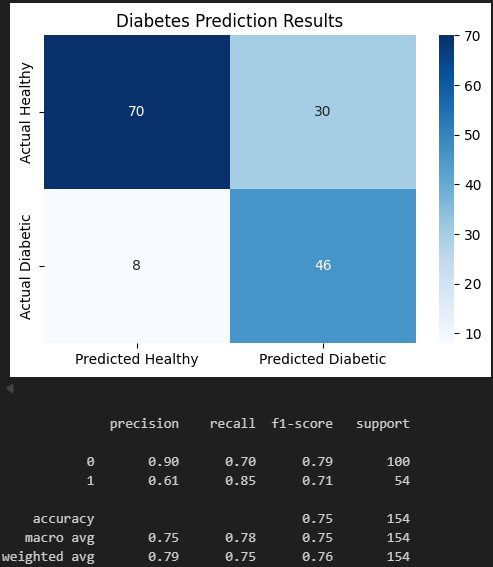 Diabetes Prediction Results
Actual Healthy
70 30
Actual Diabetic
8 46
Predicted Healthy Predicted Diabetic
70
60
50
40
30
20
10
precision recall f1-score support
0 0.90 0.70 0.79 100
1 0.61 0.85 0.71 54
accuracy 0.75 154
macro avg 0.75 0.78 0.75 154
weighted avg 0.79 0.75 0.76 154